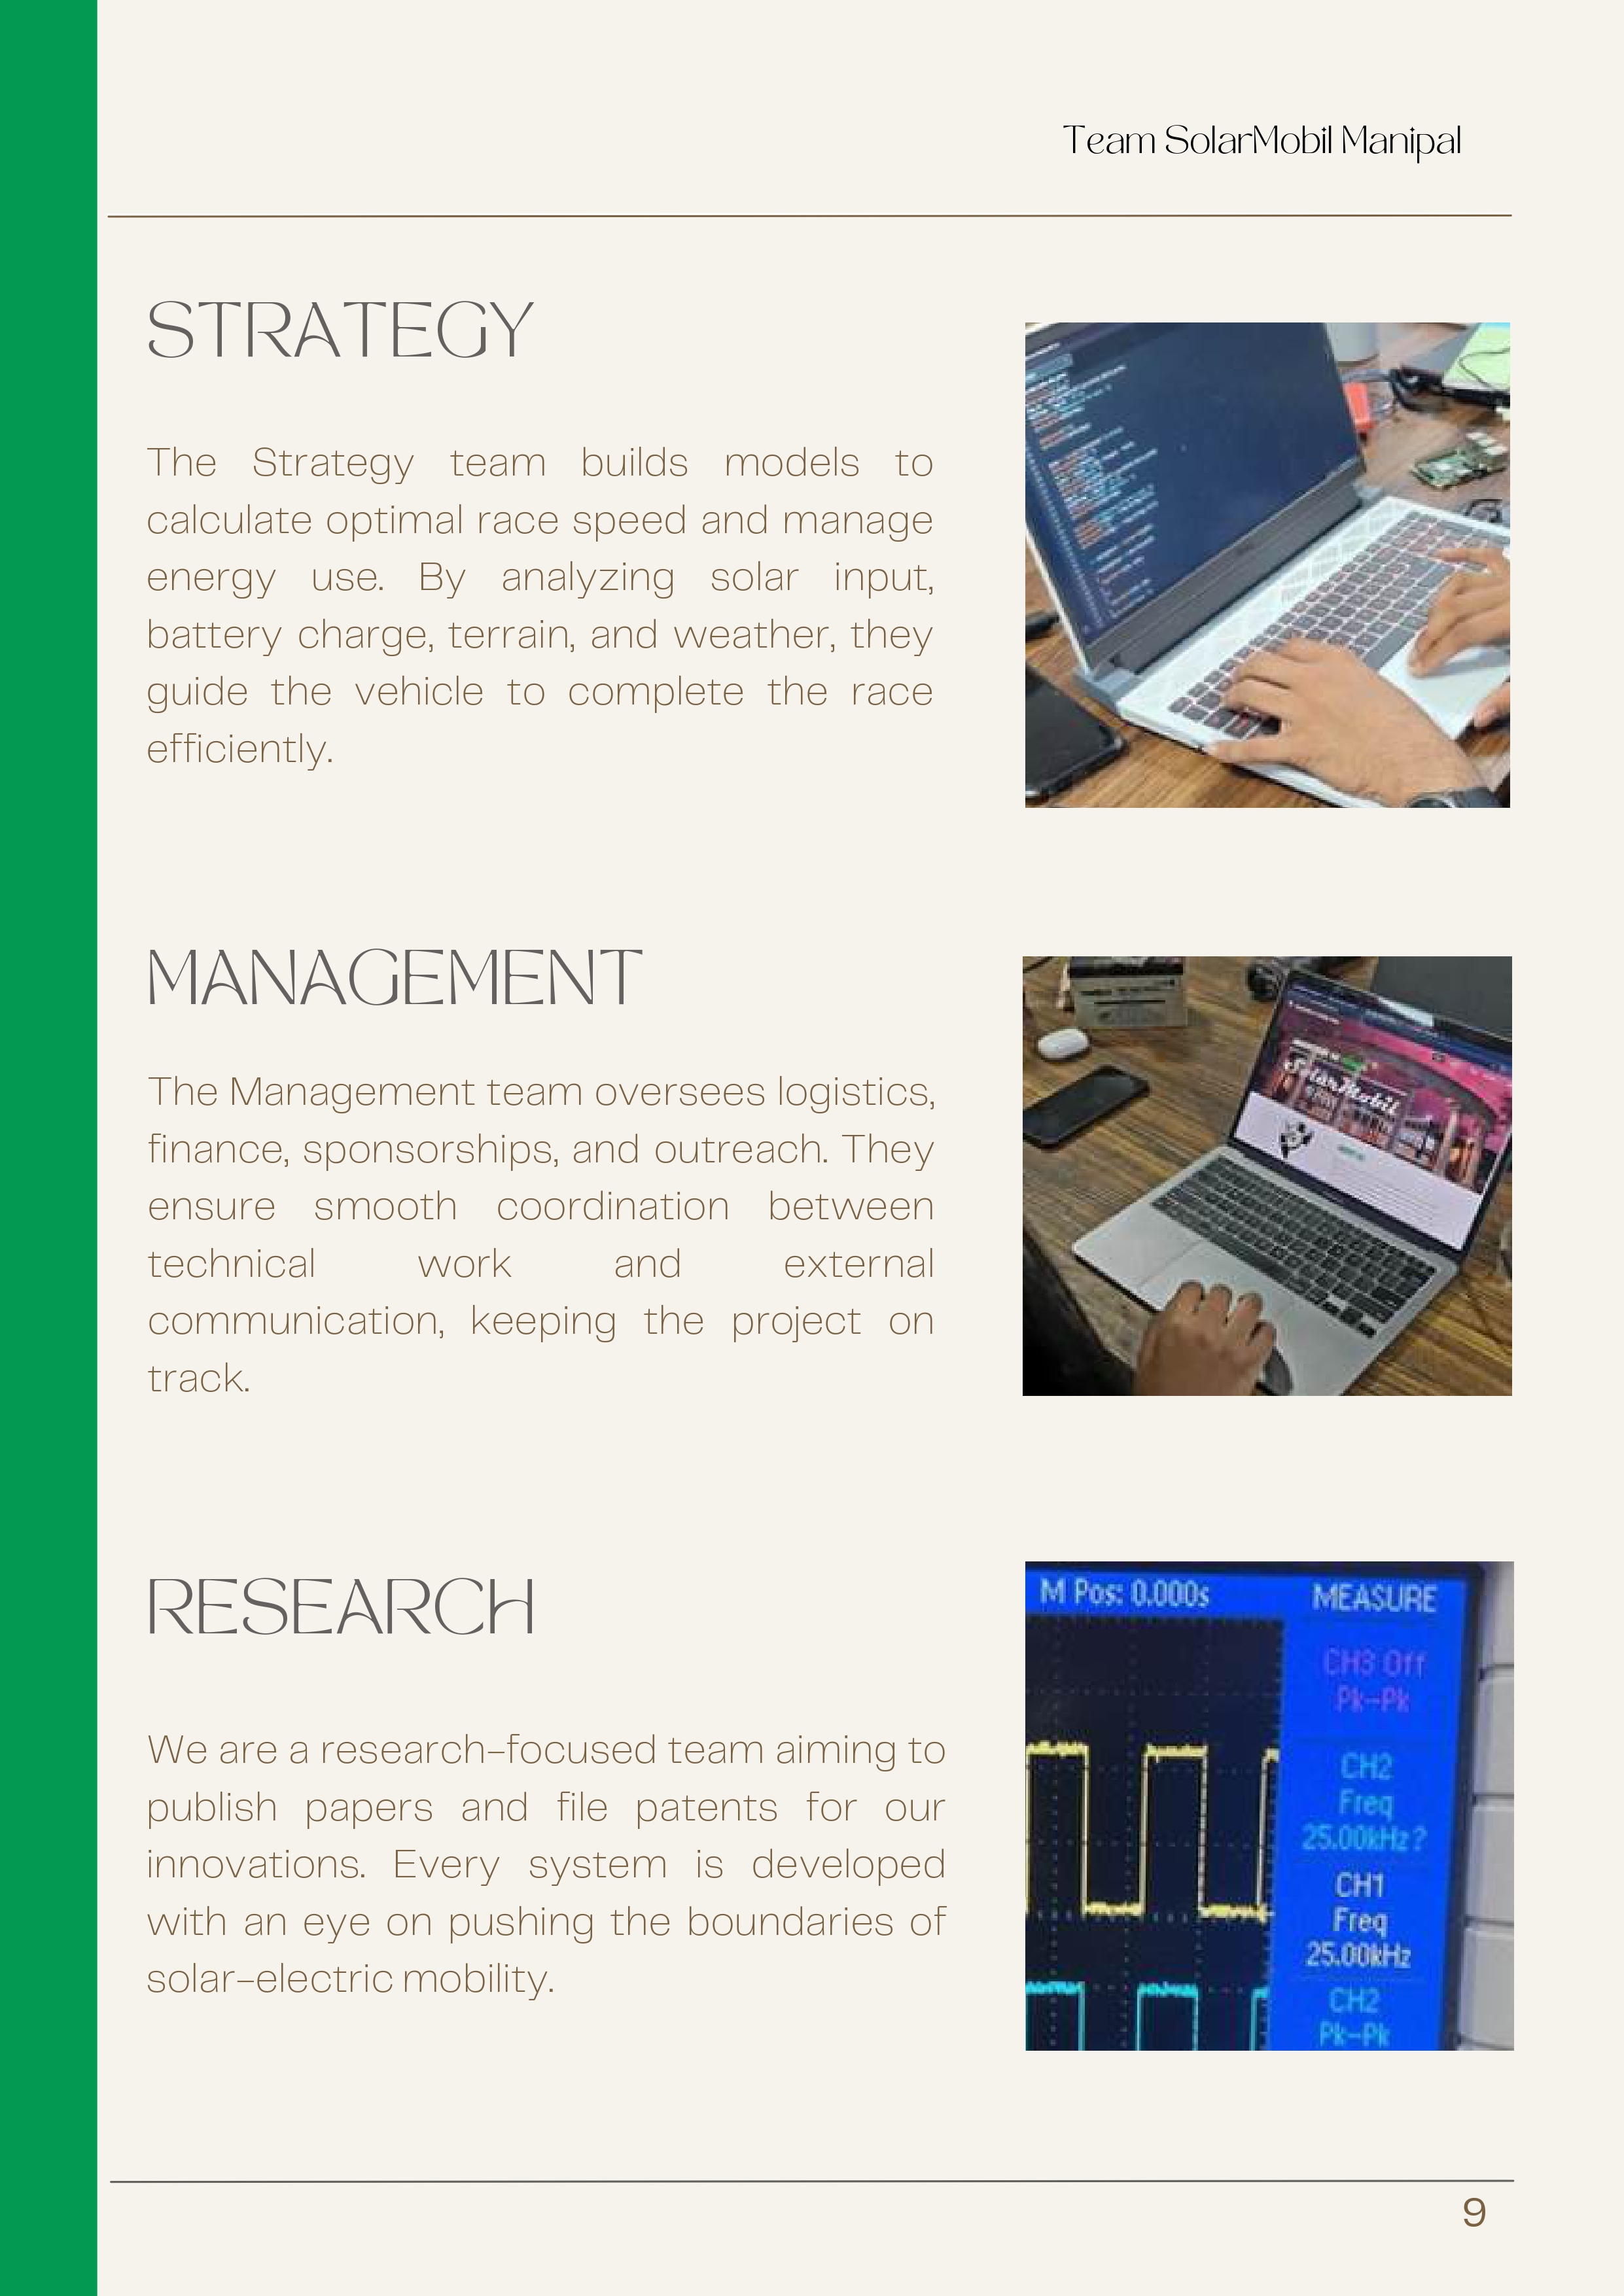 Team SolarMobil Manipal
STRATEGY
The Strategy team builds models to
calculate optimal race speed and manage
energy use. By analyzing solar input,
battery charge, terrain, and weather, they
guide the vehicle to complete the race
efficiently.
MANAGEMENT
The Management team oversees logistics,
finance, sponsorships, and outreach. They
ensure smooth coordination between
technical work and external
communication, keeping the project on
track.
SolarMobil
RESEARCH
We are a research-focused team aiming to
publish papers and file patents for our
innovations. Every system is developed
with an eye on pushing the boundaries of
solar-electric mobility.
M Pos: 0.000s
MEASURE
CH3 Off
Pk-Pk
CH2
Freq
25.00kHz?
CH1
Freq
25.00kHz
CH2
Pk-Pk
9